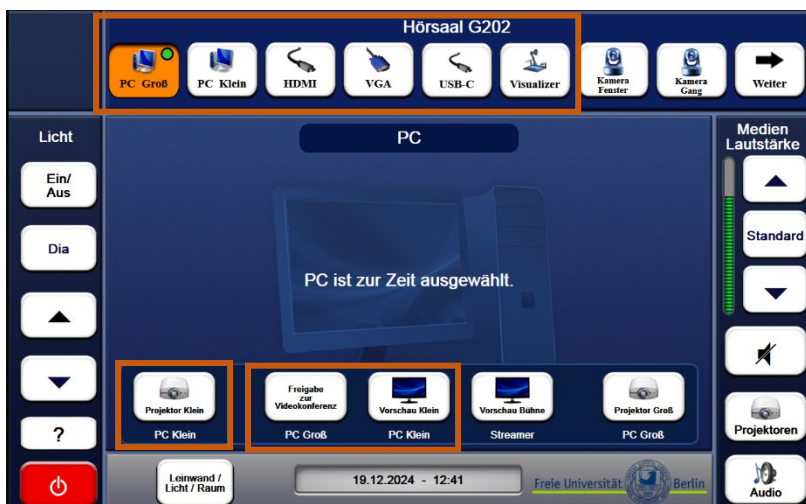 Hörsaal G202
PC Groß
PC Klein
HDMI
VGA
USB-C
Visualizer
Kamera
Fenster
Kamera
Gang
Weiter
Licht
Ein/
Aus
Dia
?
PC
PC ist zur Zeit ausgewählt.
Projektor Klein
PC Klein
Freigabe
zur
Videokonferenz
PC Groß
Vorschau Klein
PC Klein
Vorschau Bühne
Streamer
Projektor Groß
PC Groß
Medien
Lautstärke
Standard
Projektoren
Audio
Leinwand /
Licht / Raum
19.12.2024 - 12:41
Freie Universität Berlin